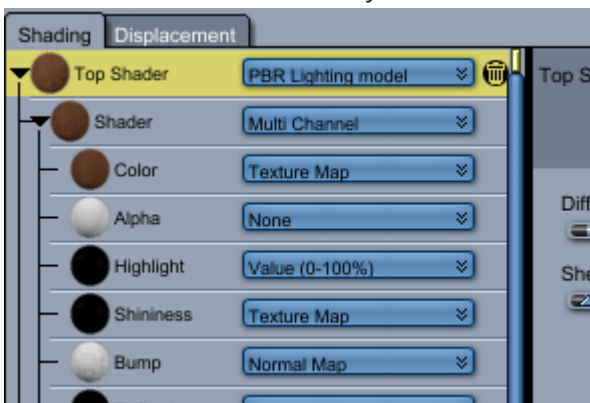 Shading Displacement
Top Shader PBR Lighting model Top S
Shader Multi Channel
Color Texture Map
Diff
Alpha None
Highlight Value (0-100%) She
Shininess Texture Map
Bump Normal Map